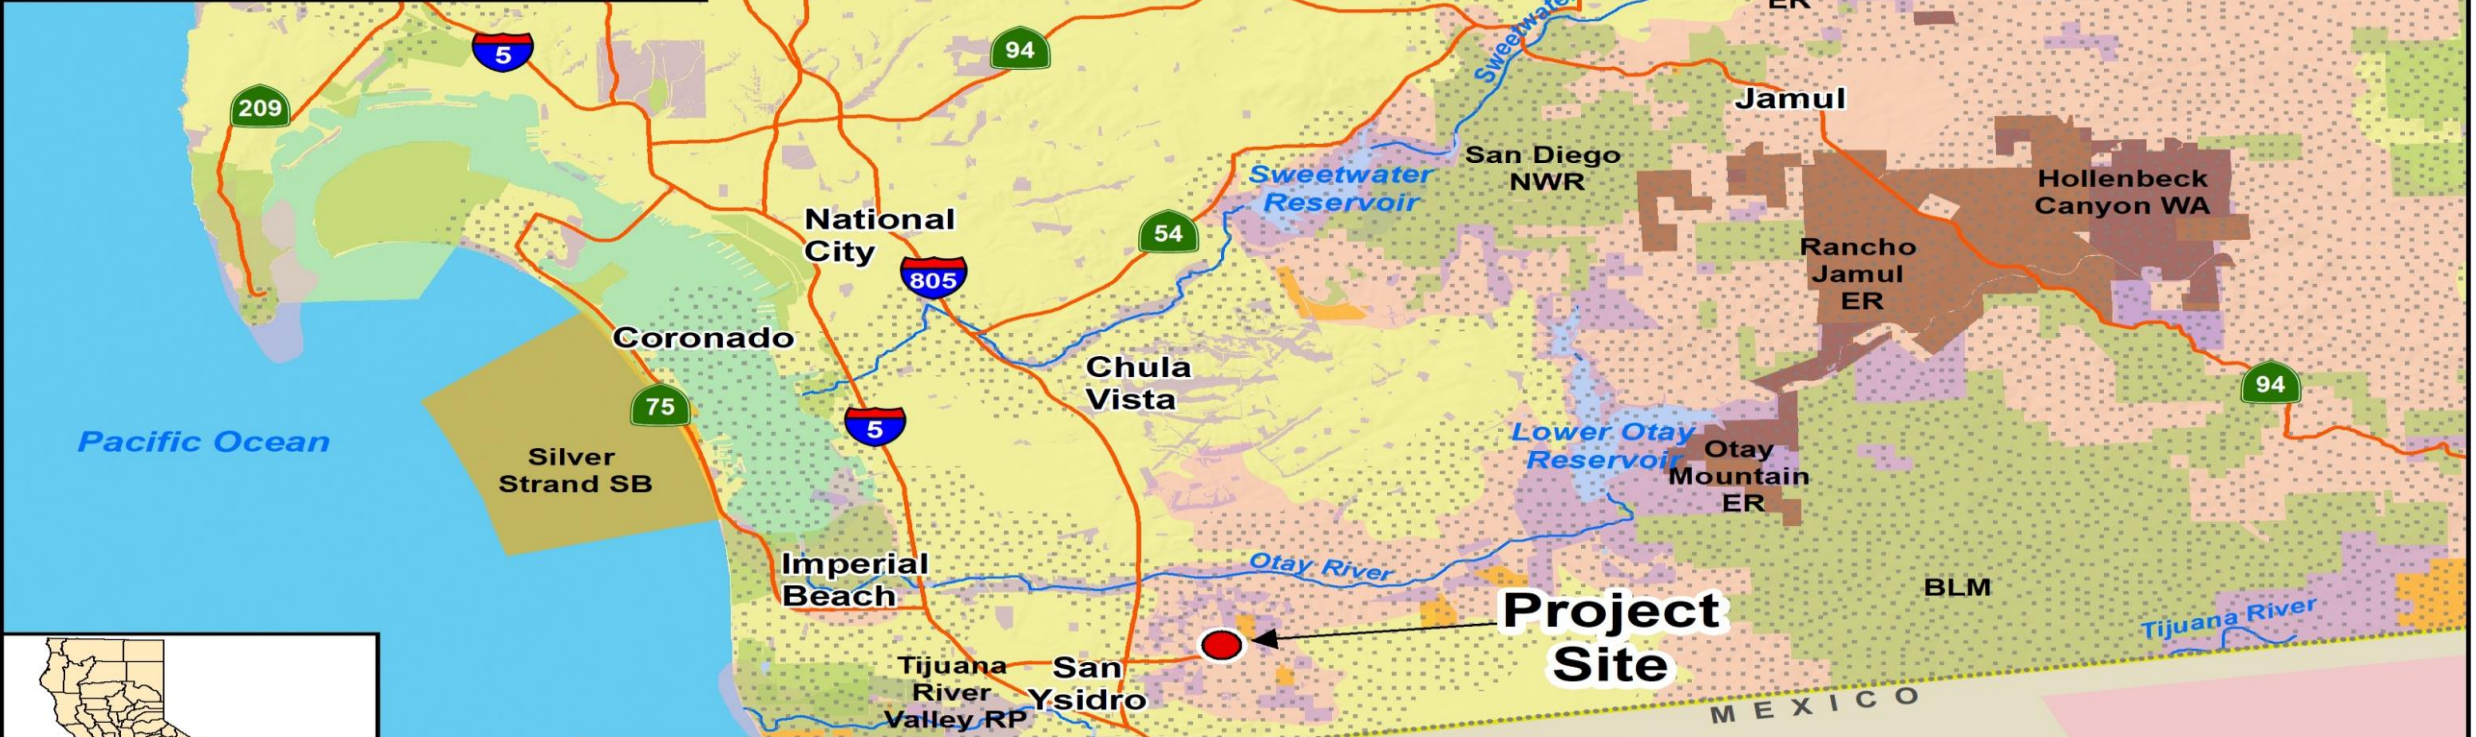 ER
5
94
Sweetwater
209
Jamul
San Diego
NWR
Sweetwater
Reservoir
Hollenbeck
Canyon WA
National
City
54
Rancho
Jamul
ER
805
Coronado
Chula
Vista
94
75
5
Pacific Ocean
Silver
Strand SB
Lower Otay
Reservoir
Otay
Mountain
ER
Imperial
Beach
Otay River
BLM
Project
Site
Tijuana River
Tijuana
River
Valley RP
San
Ysidro
MEXICO